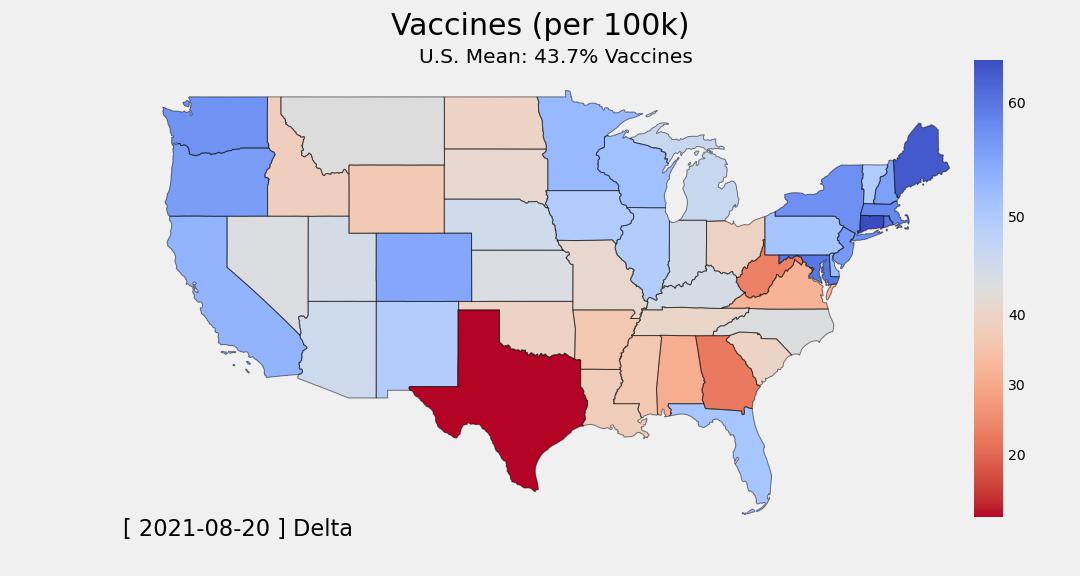 Vaccines (per 100k)
U.S. Mean: 43.7% Vaccines
60
50
40
30
20
[ 2021-08-20 ] Delta